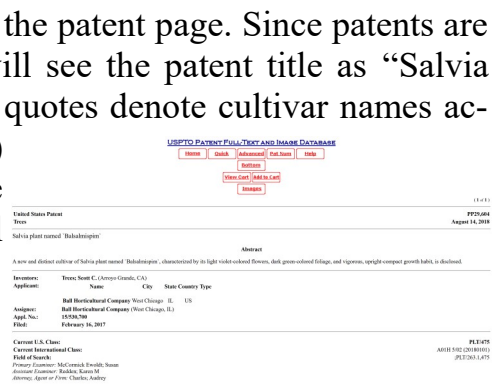 the patent page. Since patents are
ill see the patent title as “Salvia
quotes denote cultivar names ac-
USPTO PATENT FULL-TEXT AND IMAGE DATABASE
Home Quick Advanced Pat Num Help
Bottom
View Cart Add to Cart
Images
( 1 of 1 )
United States Patent PP29,604
Trees August 14, 2018
Salvia plant named `Balsalmispim`
Abstract
A new and distinct cultivar of Salvia plant named `Balsalmispim`, characterized by its light violet-colored flowers, dark green-colored foliage, and vigorous, upright-compact growth habit, is disclosed.
Inventors: Trees; Scott C. (Arroyo Grande, CA)
Applicant: Name City State Country Type
Ball Horticultural Company West Chicago IL US
Assignee: Ball Horticultural Company (West Chicago, IL)
Appl. No.: 15/530,700
Filed: February 16, 2017
Current U.S. Class: PLT/475
Current International Class: A01H 5/02 (20180101)
Field of Search: ;PLT/263.1,475
Primary Examiner: McCormick Ewoldt; Susan
Assistant Examiner: Redden; Karen M
Attorney, Agent or Firm: Charles; Audrey